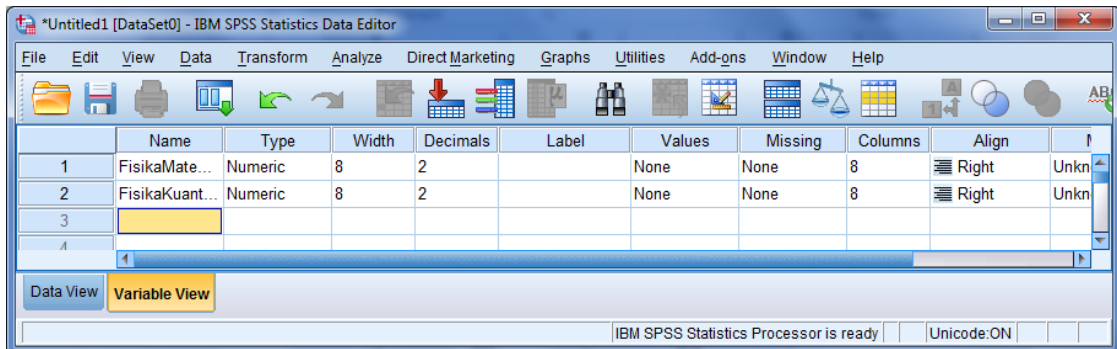 *Untitled1 [DataSet0] - IBM SPSS Statistics Data Editor
File Edit View Data Transform Analyze Direct Marketing Graphs Utilities Add-ons Window Help
Name Type Width Decimals Label Values Missing Columns Align
1 FisikaMate... Numeric 8 2 None None 8 Right Unkn
2 FisikaKuant... Numeric 8 2 None None 8 Right Unkn
3
4
Data View Variable View
IBM SPSS Statistics Processor is ready Unicode:ON